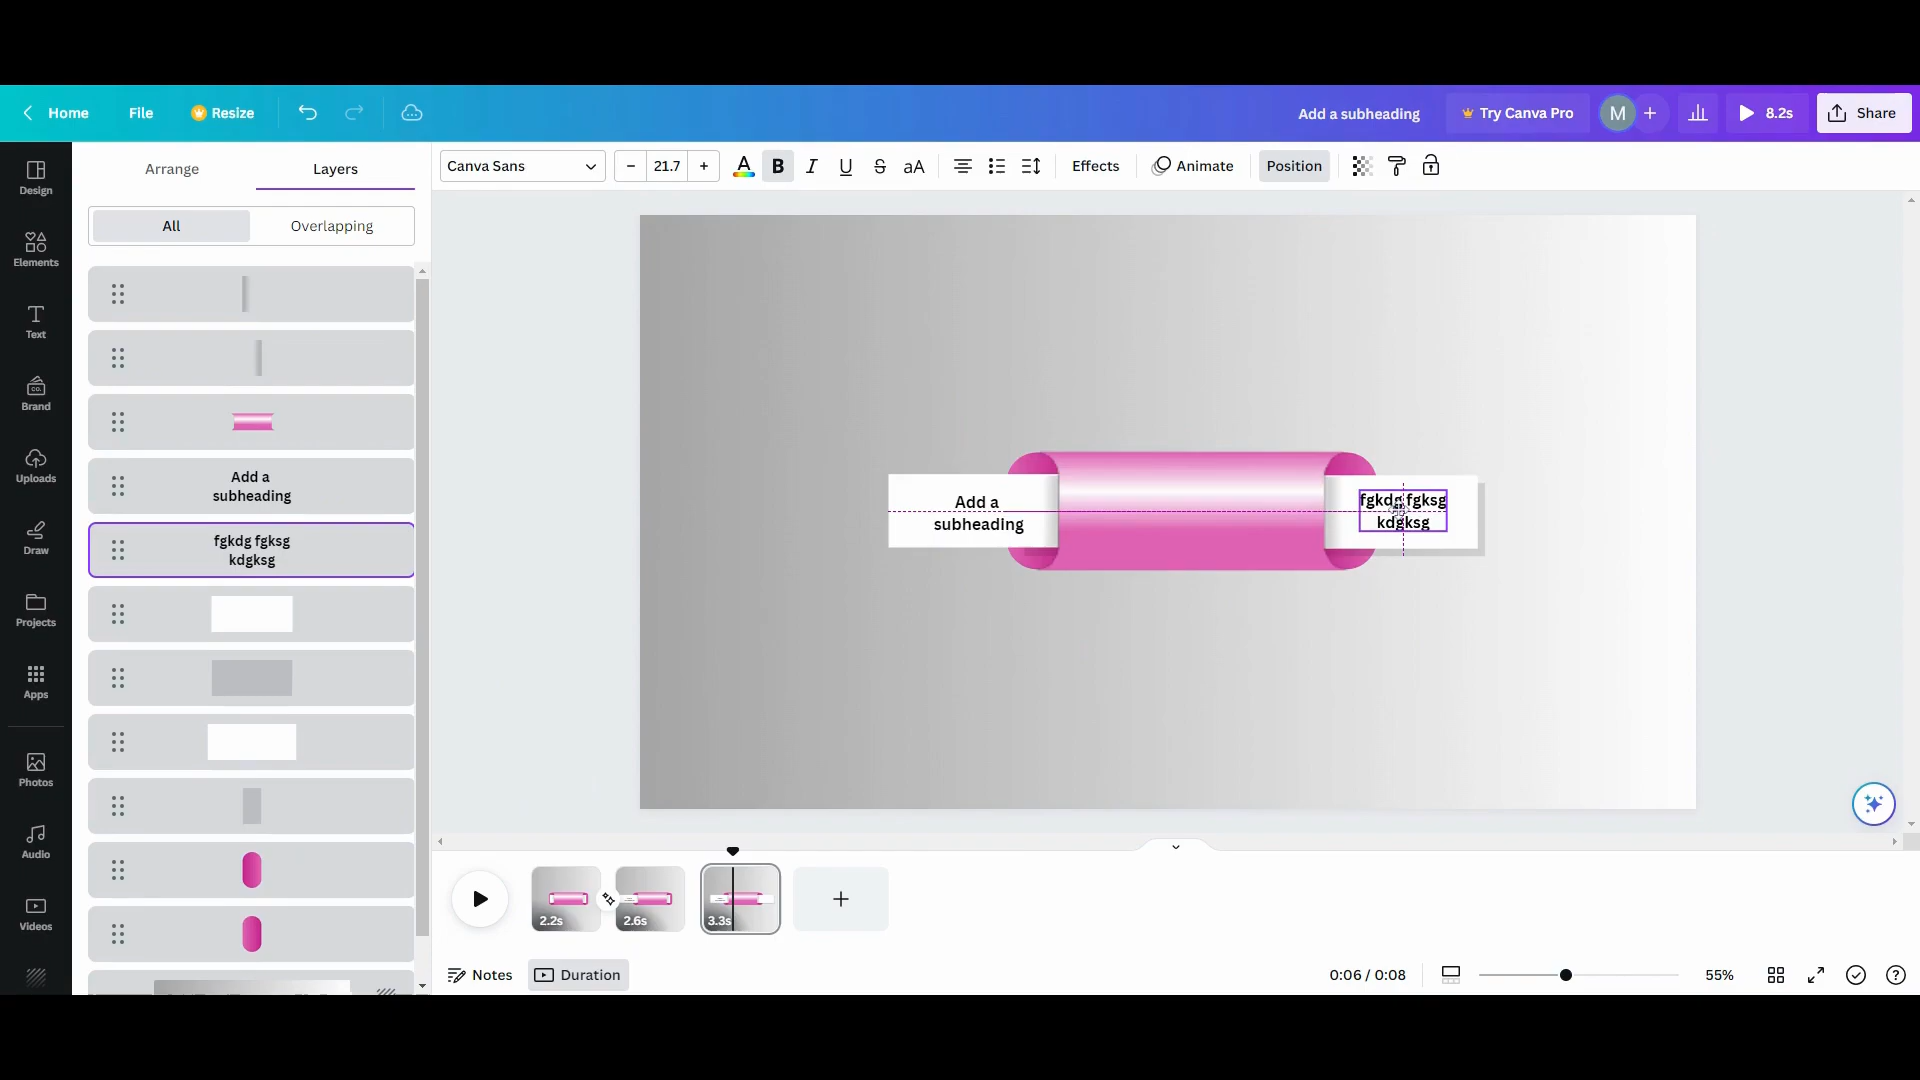 Home
File
Resize
Add a subheading
Try Canva Pro
M
8.2s
Share
Design
Elements
Text
Brand
Uploads
Draw
Projects
Apps
Photos
Audio
Videos
Arrange
Layers
All
Overlapping
Add a
subheading
fgkdg fgksg
kdgksg
Canva Sans
21.7
A
B
I
U
S
aA
Effects
Animate
Position
Add a
subheading
fgkdg fgksg
kdgksg
2.2s
2.6s
3.3s
Notes
Duration
0:06 / 0:08
55%